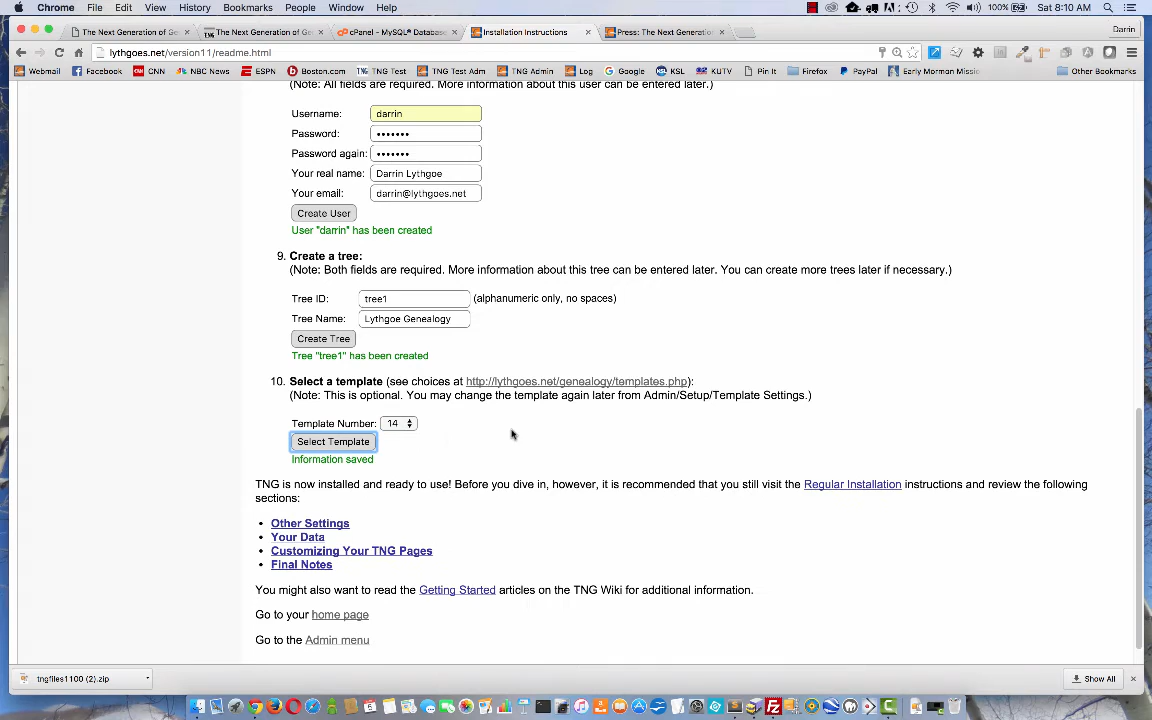 Chrome File Edit View History Bookmarks People Window Help 100% Sat 8:10 AM
The Next Generation of Ge The Next Generation of Ge cPanel - MySQL® Database Installation Instructions Press: The Next Generation Darrin
lythgoes.net/version11/readme.html
Webmail Facebook CNN NBC News ESPN Boston.com TNG Test TNG Test Adm TNG Admin Log Google KSL KUTV Pin It Firefox PayPal Early Mormon Missi Other Bookmarks
(Note: All fields are required. More information about this user can be entered later.)
Username: darrin
Password: •••••••
Password again: •••••••
Your real name: Darrin Lythgoe
Your email: darrin@lythgoes.net
Create User
User "darrin" has been created
9. Create a tree:
(Note: Both fields are required. More information about this tree can be entered later. You can create more trees later if necessary.)
Tree ID: tree1 (alphanumeric only, no spaces)
Tree Name: Lythgoe Genealogy
Create Tree
Tree "tree1" has been created
10. Select a template (see choices at http://lythgoes.net/genealogy/templates.php):
(Note: This is optional. You may change the template again later from Admin/Setup/Template Settings.)
Template Number: 14
Select Template
Information saved
TNG is now installed and ready to use! Before you dive in, however, it is recommended that you still visit the Regular Installation instructions and review the following
sections:
• Other Settings
• Your Data
• Customizing Your TNG Pages
• Final Notes
You might also want to read the Getting Started articles on the TNG Wiki for additional information.
Go to your home page
Go to the Admin menu
tngfiles1100 (2).zip Show All